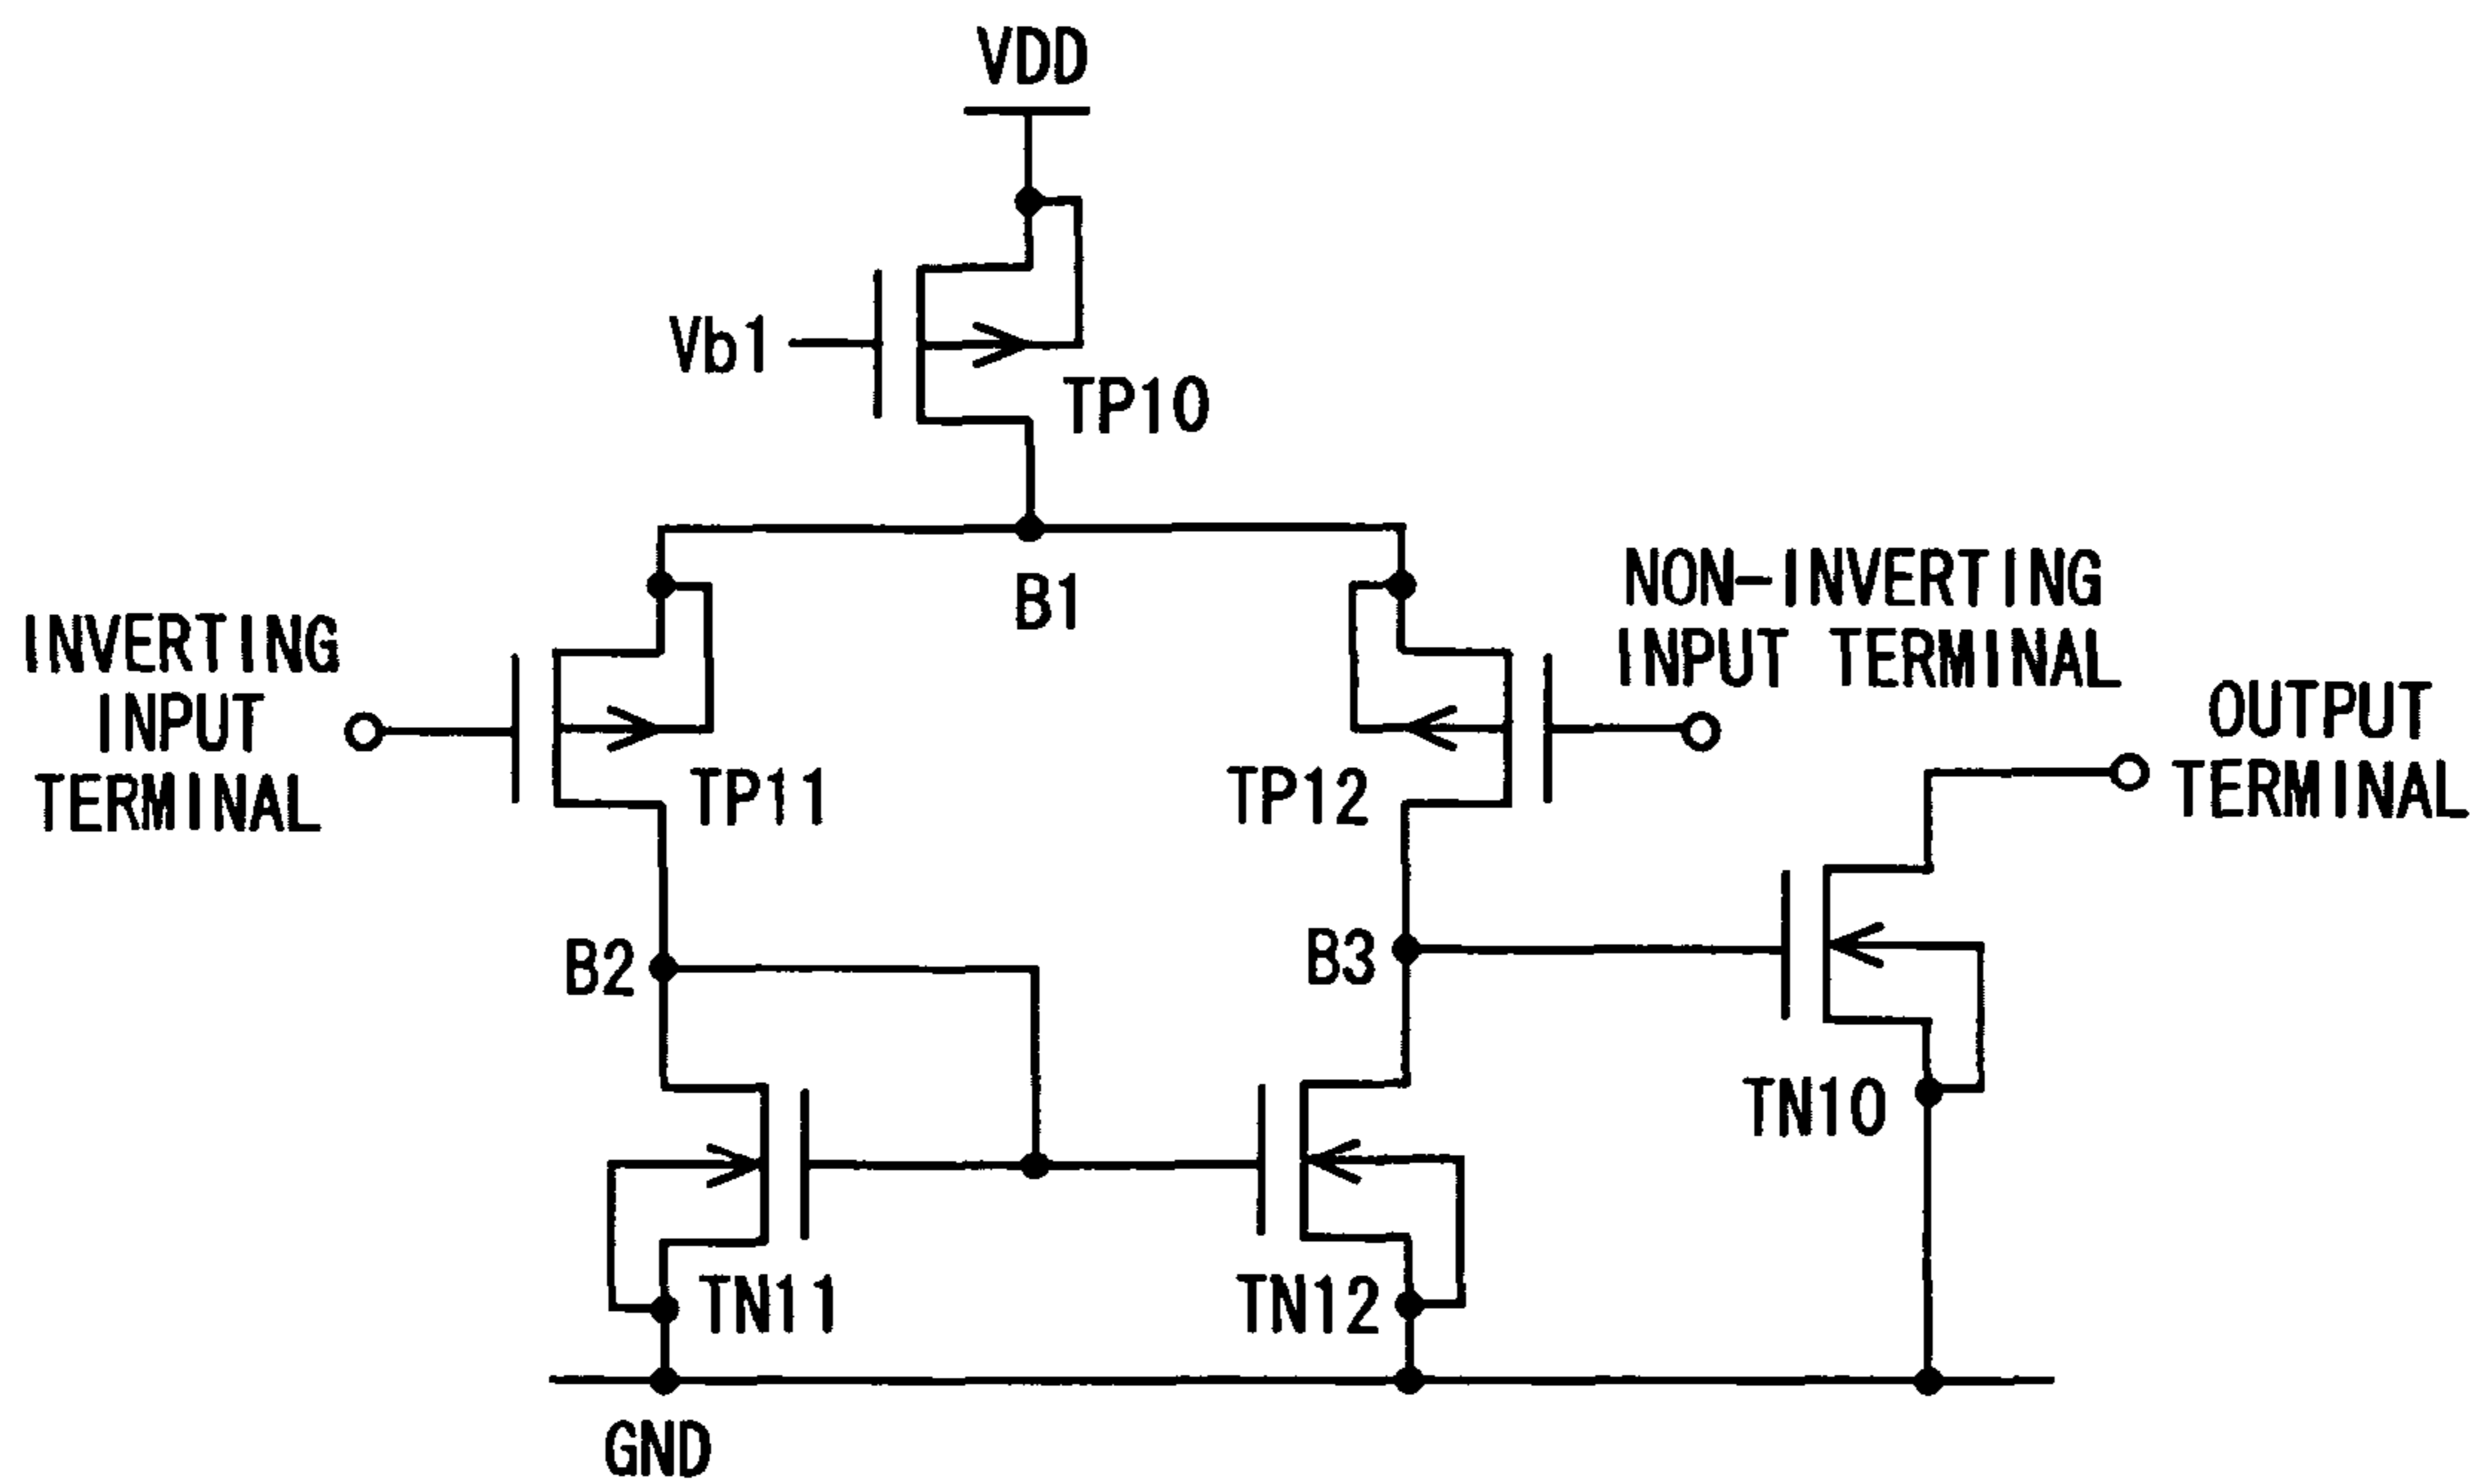 VDD
Vb1
TP10
B1
INVERTING
INPUT
TERMINAL
NON-INVERTING
INPUT TERMINAL
OUTPUT
TERMINAL
TP11
TP12
B2
B3
TN10
TN11
TN12
GND